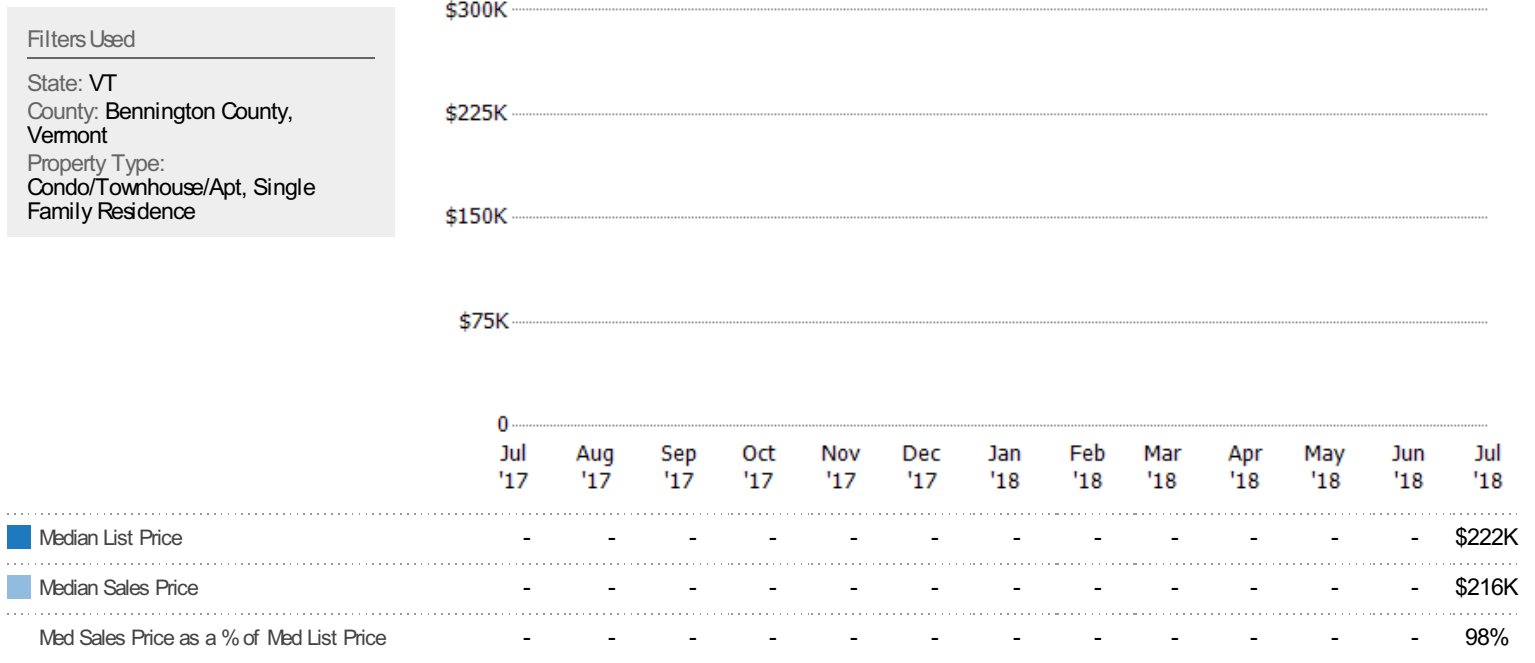 Filters Used
State: VT
County: Bennington County,
Vermont
Property Type:
Condo/Townhouse/Apt, Single
Family Residence
$300K
$225K
$150K
$75K
0
Jul Aug Sep Oct Nov Dec Jan Feb Mar Apr May Jun Jul
'17 '17 '17 '17 '17 '17 '18 '18 '18 '18 '18 '18 '18
Median List Price - - - - - - - - - - - - $222K
Median Sales Price - - - - - - - - - - - - $216K
Med Sales Price as a % of Med List Price - - - - - - - - - - - - 98%